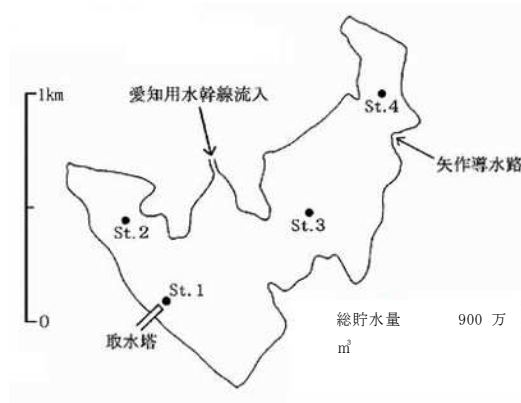 1km
0
愛知用水幹線流入
St.4
矢作導水路
St.3
St.2
St.1
取水塔
総貯水量 900 万
㎥